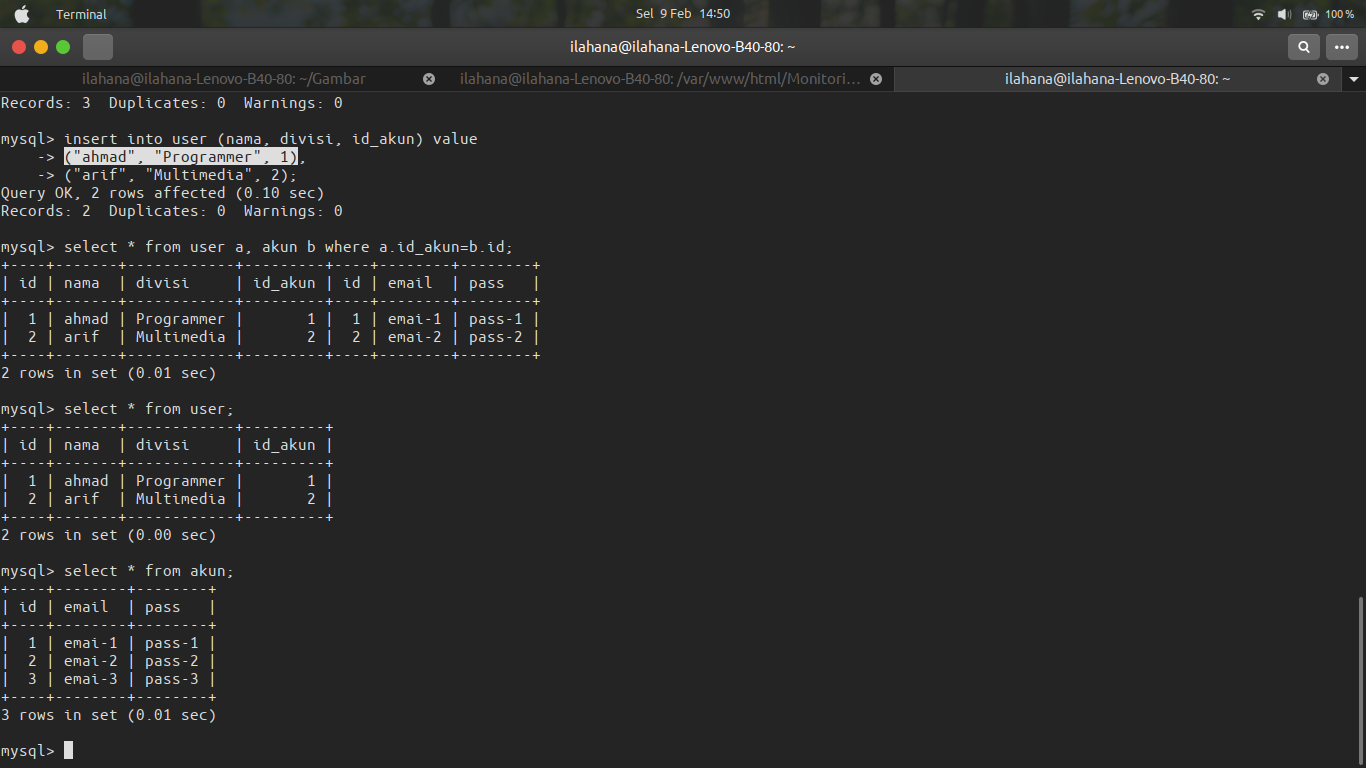 Terminal
Sel 9 Feb 14:50
100 %
ilahana@ilahana-Lenovo-B40-80: ~
ilahana@ilahana-Lenovo-B40-80: ~/Gambar
ilahana@ilahana-Lenovo-B40-80: /var/www/html/Monitori…
ilahana@ilahana-Lenovo-B40-80: ~
Records: 3  Duplicates: 0  Warnings: 0
mysql> insert into user (nama, divisi, id_akun) value
    -> ("ahmad", "Programmer", 1),
    -> ("arif", "Multimedia", 2);
Query OK, 2 rows affected (0.10 sec)
Records: 2  Duplicates: 0  Warnings: 0
mysql> select * from user a, akun b where a.id_akun=b.id;
+----+-------+------------+---------+----+--------+--------+
| id | nama  | divisi     | id_akun | id | email  | pass   |
+----+-------+------------+---------+----+--------+--------+
|  1 | ahmad | Programmer |       1 |  1 | emai-1 | pass-1 |
|  2 | arif  | Multimedia |       2 |  2 | emai-2 | pass-2 |
+----+-------+------------+---------+----+--------+--------+
2 rows in set (0.01 sec)
mysql> select * from user;
+----+-------+------------+---------+
| id | nama  | divisi     | id_akun |
+----+-------+------------+---------+
|  1 | ahmad | Programmer |       1 |
|  2 | arif  | Multimedia |       2 |
+----+-------+------------+---------+
2 rows in set (0.00 sec)
mysql> select * from akun;
+----+--------+--------+
| id | email  | pass   |
+----+--------+--------+
|  1 | emai-1 | pass-1 |
|  2 | emai-2 | pass-2 |
|  3 | emai-3 | pass-3 |
+----+--------+--------+
3 rows in set (0.01 sec)
mysql>